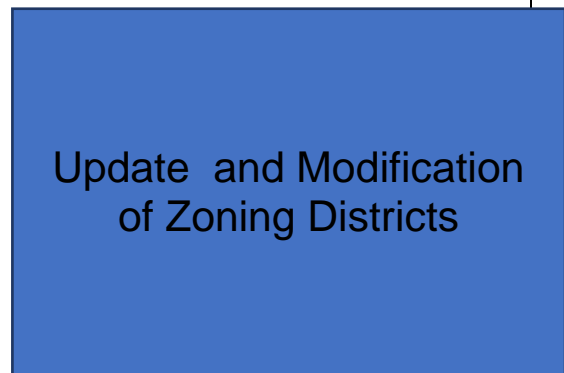 Update  and Modification
of Zoning Districts